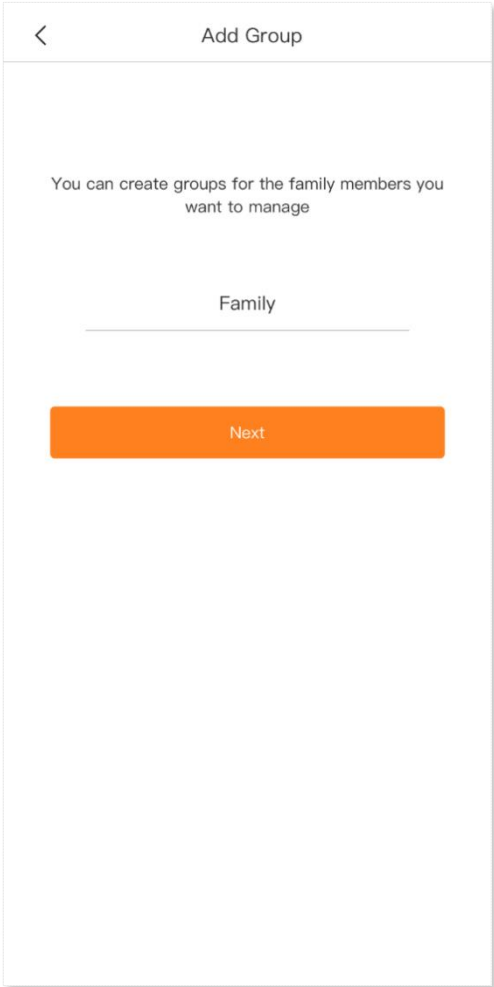 Add Group
You can create groups for the family members you
want to manage
Family
Next